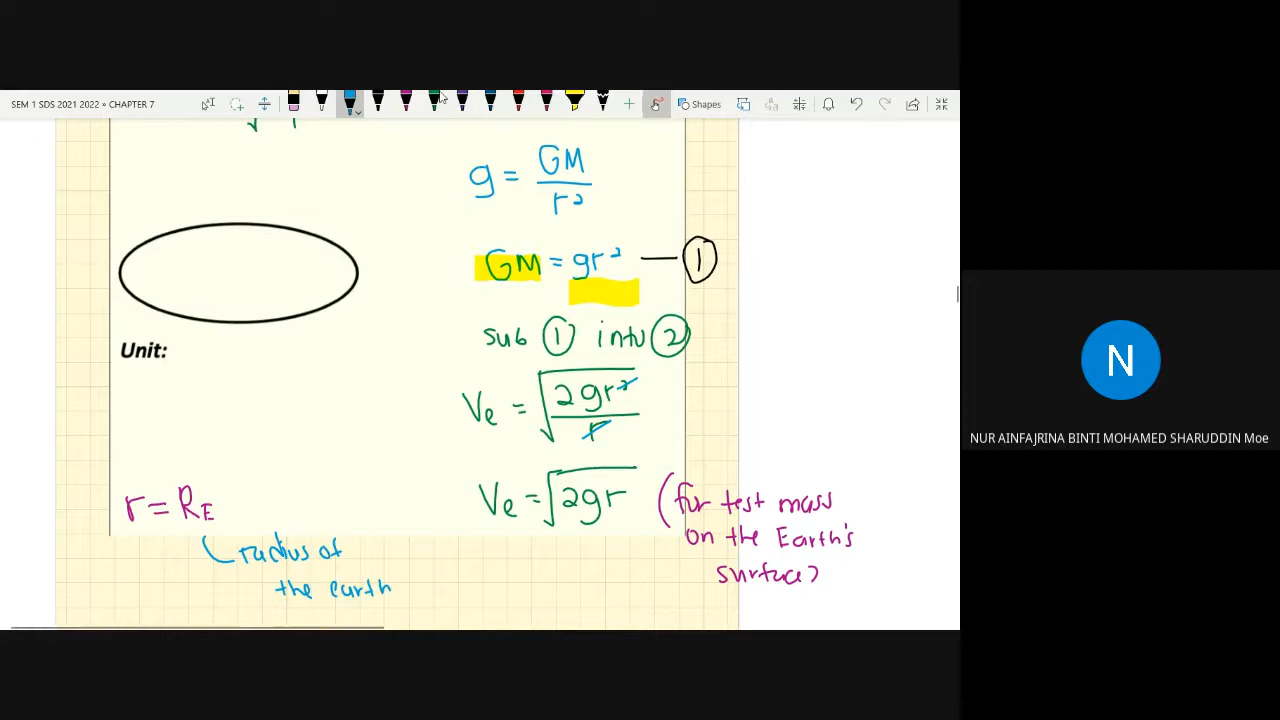 SEM 1 SDS 2021 2022 » CHAPTER 7
Shapes
g = GM / r²
GM = gr² — ①
sub ① into ②
Ve = √(2gr² / r)
Unit:
Ve = √2gr (for test mass
on the Earth's
surface)
r = RE
radius of
the earth
N
NUR AINFAJRINA BINTI MOHAMED SHARUDDIN Moe